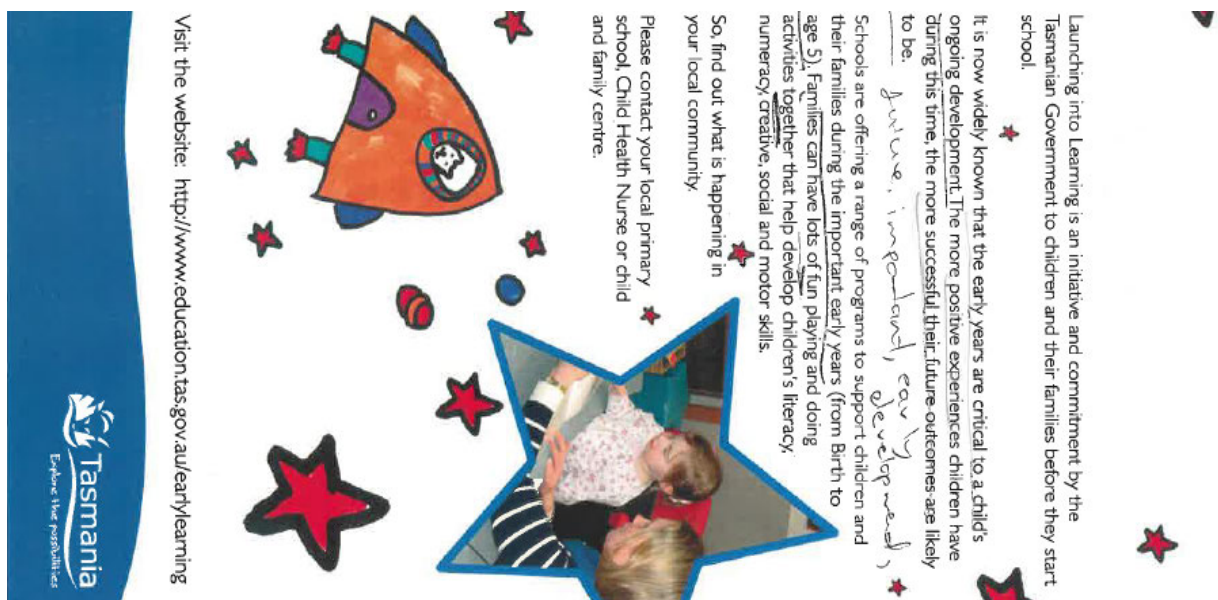 Launching into Learning is an initiative and commitment by the
Tasmanian Government to children and their families before they start
school.
It is now widely known that the early years are critical to a child's
ongoing development. The more positive experiences children have
during this time, the more successful their future outcomes are likely
to be.
future, important, early
development,
Schools are offering a range of programs to support children and
their families during the important early years (from Birth to
age 5). Families can have lots of fun playing and doing
activities together that help develop children's literacy,
numeracy, creative, social and motor skills.
So, find out what is happening in
your local community.
Please contact your local primary
school, Child Health Nurse or child
and family centre.
Visit the website: http://www.education.tas.gov.au/earlylearning
Tasmania
Explore the possibilities